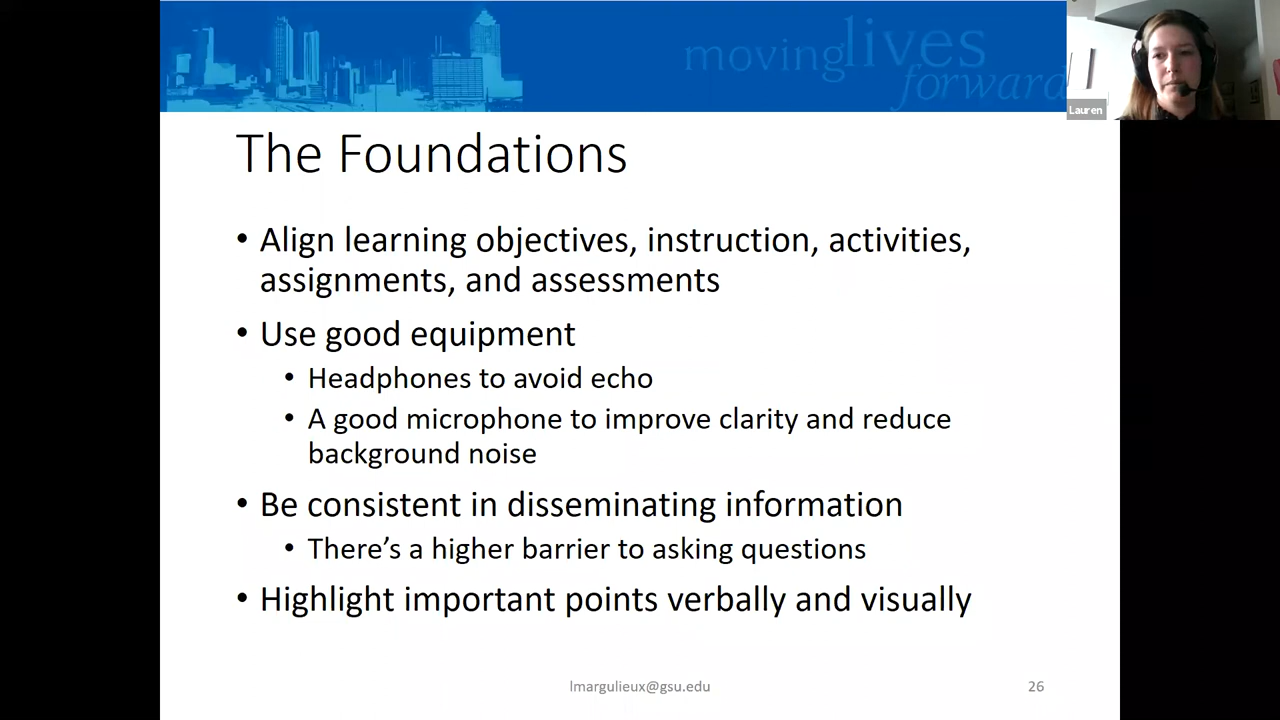 movinglives
forward
Lauren
The Foundations
• Align learning objectives, instruction, activities,
assignments, and assessments
• Use good equipment
• Headphones to avoid echo
• A good microphone to improve clarity and reduce
background noise
• Be consistent in disseminating information
• There’s a higher barrier to asking questions
• Highlight important points verbally and visually
lmargulieux@gsu.edu
26